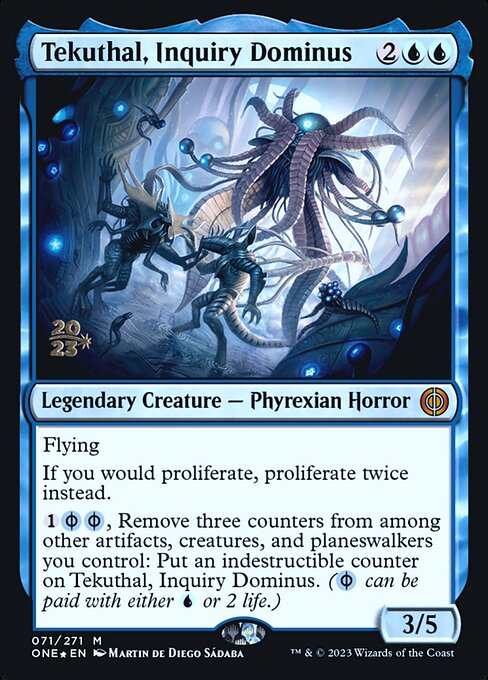 Tekuthal, Inquiry Dominus 2
20
23
Legendary Creature — Phyrexian Horror
Flying
If you would proliferate, proliferate twice
instead.
1, Remove three counters from among
other artifacts, creatures, and planeswalkers
you control: Put an indestructible counter
on Tekuthal, Inquiry Dominus. ( can be
paid with either or 2 life.)
3/5
071/271 M
ONE★EN Martin de Diego Sádaba
™ & © 2023 Wizards of the Coast